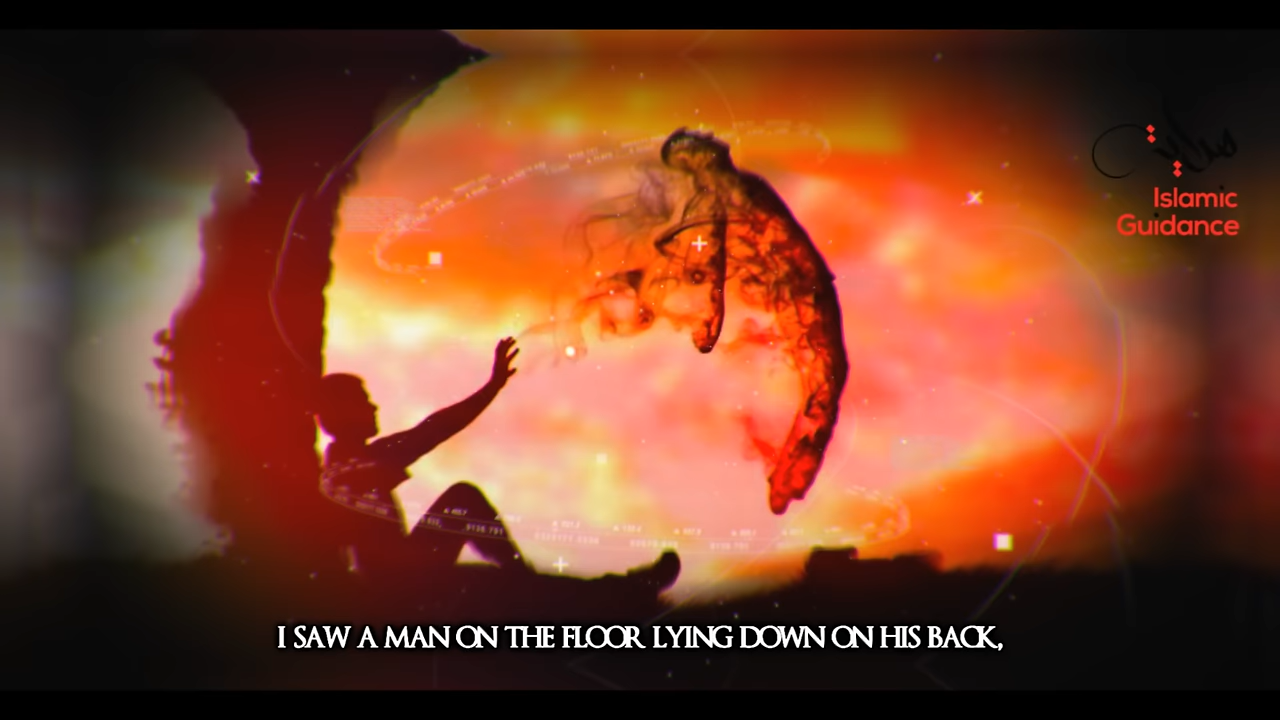 Islamic
Guidance
I SAW A MAN ON THE FLOOR LYING DOWN ON HIS BACK,